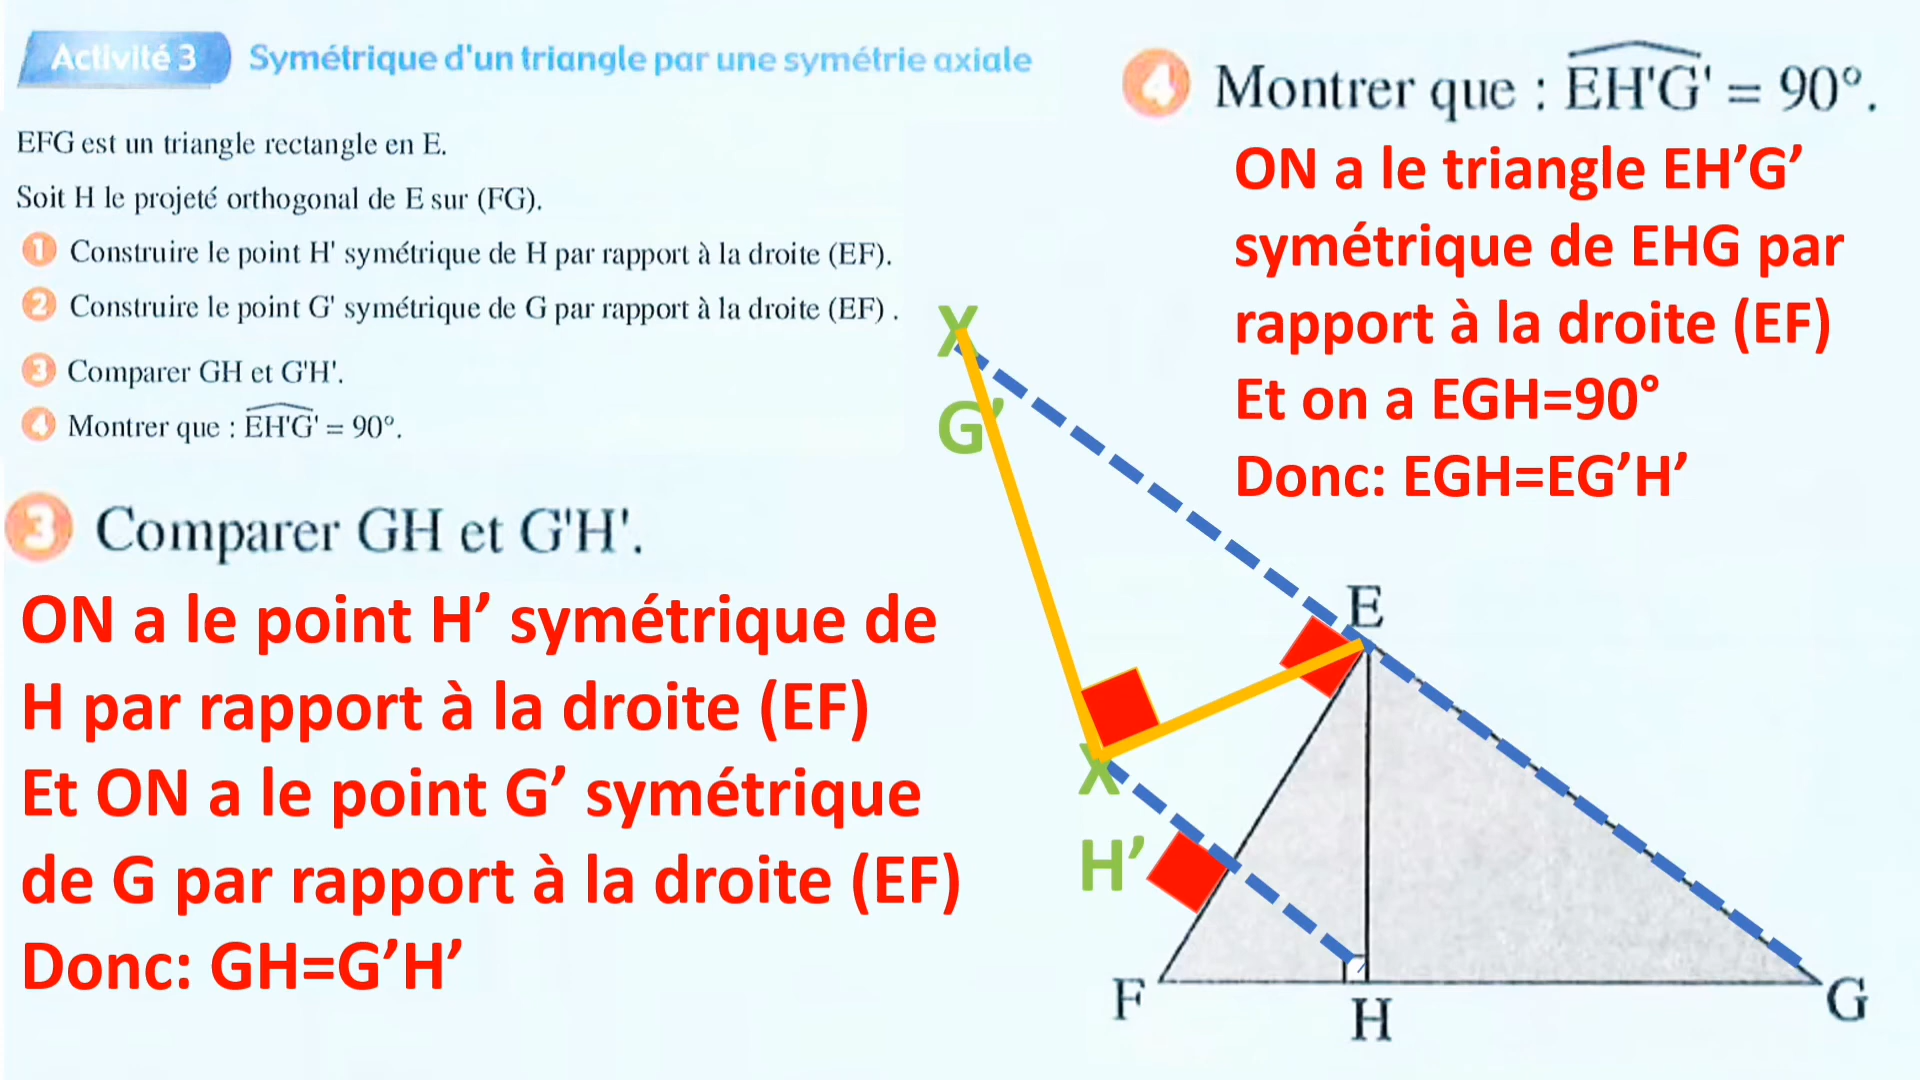 Activité 3 Symétrique d'un triangle par une symétrie axiale
EFG est un triangle rectangle en E.
Soit H le projeté orthogonal de E sur (FG).
1 Construire le point H' symétrique de H par rapport à la droite (EF).
2 Construire le point G' symétrique de G par rapport à la droite (EF) .
3 Comparer GH et G'H'.
4 Montrer que : EH'G' = 90°.
3 Comparer GH et G'H'.
ON a le point H’ symétrique de
H par rapport à la droite (EF)
Et ON a le point G’ symétrique
de G par rapport à la droite (EF)
Donc: GH=G’H’
4 Montrer que : EH'G' = 90°.
ON a le triangle EH’G’
symétrique de EHG par
rapport à la droite (EF)
Et on a EGH=90°
Donc: EGH=EG’H’
X
G’
E
X
H’
F
H
G